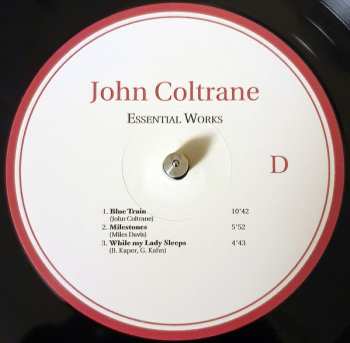 John Coltrane
ESSENTIAL WORKS
D
1. Blue Train 10'42
(John Coltrane)
2. Milestones 5'52
(Miles Davis)
3. While my Lady Sleeps 4'43
(B. Kaper, G. Kahn)